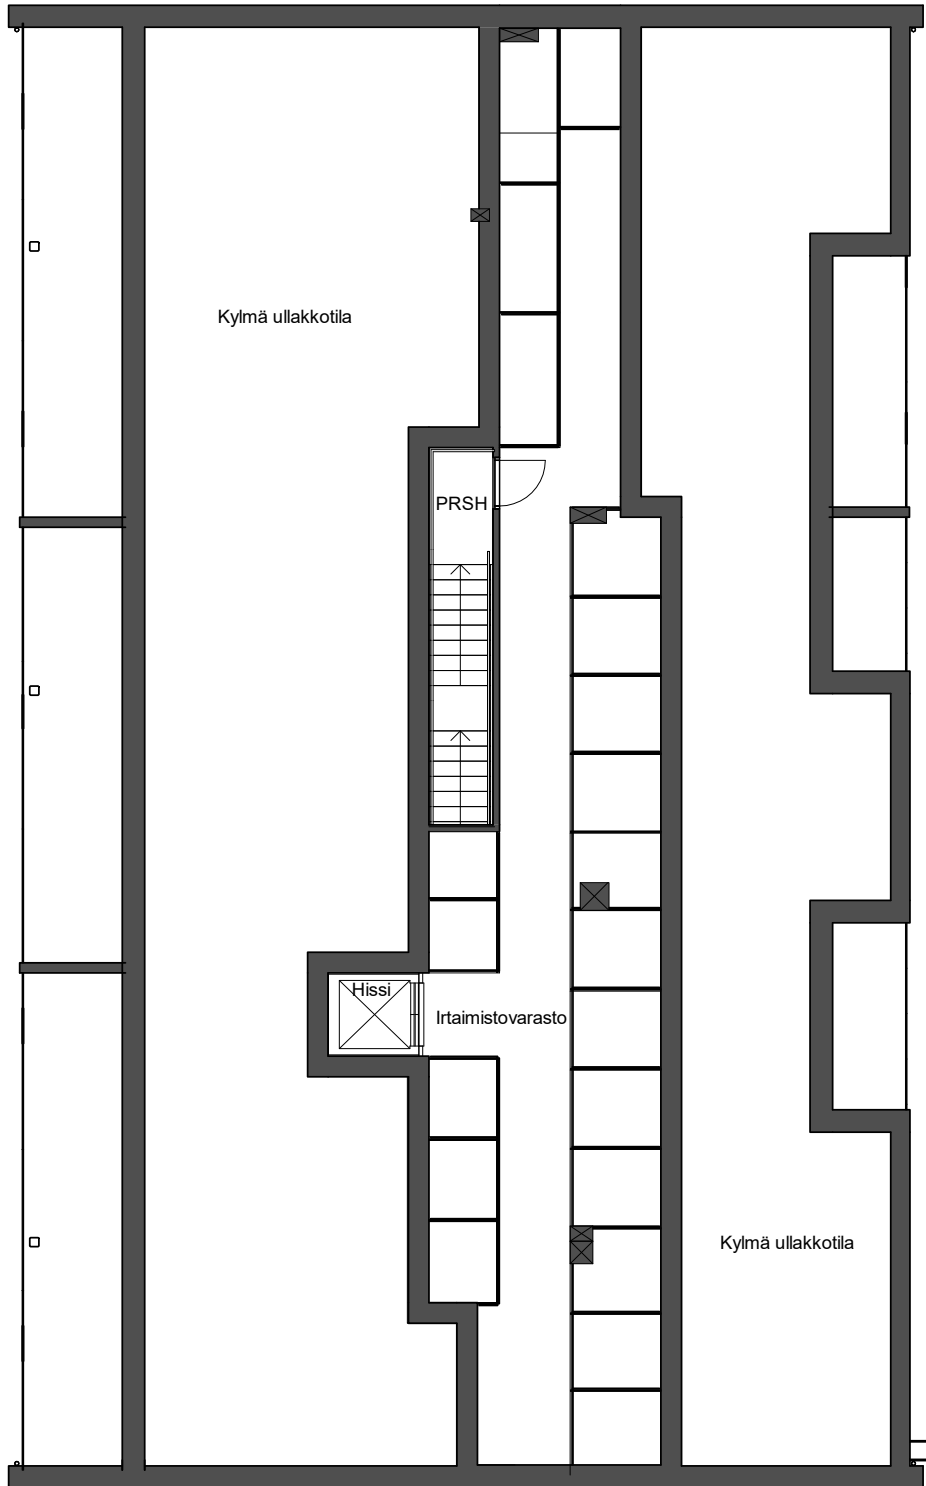 Kylmä ullakkotila
PRSH
Hissi
Irtaimistovarasto
Kylmä ullakkotila